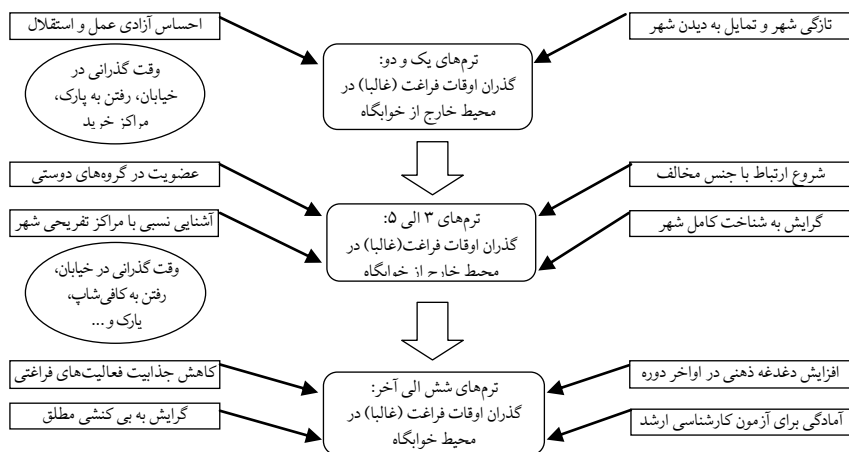 تازگی شهر و تمایل به دیدن شهر
احساس آزادی عمل و استقلال
ترم‌های یک و دو:
گذران اوقات فراغت (غالبا) در
محیط خارج از خوابگاه
وقت گذرانی در
خیابان، رفتن به پارک،
مراکز خرید
شروع ارتباط با جنس مخالف
عضویت در گروه‌های دوستی
گرایش به شناخت کامل شهر
ترم‌های ۳ الی ۵:
گذران اوقات فراغت(غالبا) در
محیط خارج از خوابگاه
آشنایی نسبی با مراکز تفریحی شهر
وقت گذرانی در خیابان،
رفتن به کافی‌شاپ،
پارک و ...
افزایش دغدغه ذهنی در اواخر دوره
کاهش جذابیت فعالیت‌های فراغتی
ترم‌های شش الی آخر:
گذران اوقات فراغت (غالبا) در
محیط خوابگاه
آمادگی برای آزمون کارشناسی ارشد
گرایش به بی کنشی مطلق